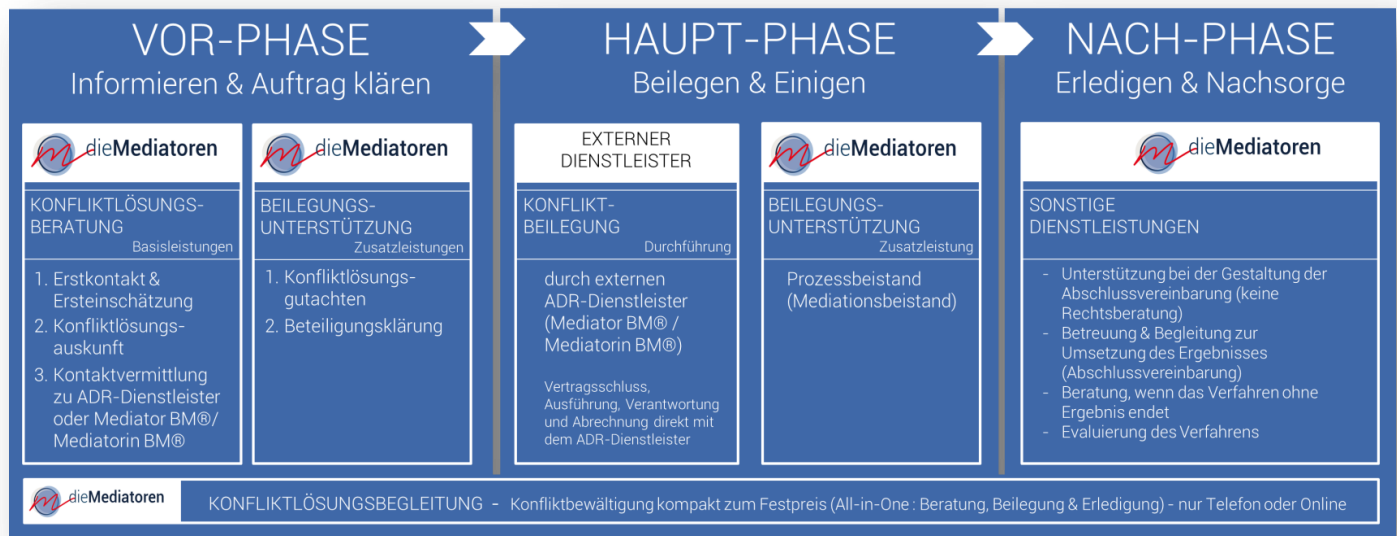 VOR-PHASE
Informieren & Auftrag klären
dieMediatoren
KONFLIKTLÖSUNGS-
BERATUNG
Basisleistungen
1. Erstkontakt &
Ersteinschätzung
2. Konfliktlösungs-
auskunft
3. Kontaktvermittlung
zu ADR-Dienstleister
oder Mediator BM®/
Mediatorin BM®
dieMediatoren
BEILEGUNGS-
UNTERSTÜTZUNG
Zusatzleistungen
1. Konfliktlösungs-
gutachten
2. Beteiligungsklärung
HAUPT-PHASE
Beilegen & Einigen
EXTERNER
DIENSTLEISTER
KONFLIKT-
BEILEGUNG
Durchführung
durch externen
ADR-Dienstleister
(Mediator BM® /
Mediatorin BM®)
Vertragsschluss,
Ausführung, Verantwortung
und Abrechnung direkt mit
dem ADR-Dienstleister
dieMediatoren
BEILEGUNGS-
UNTERSTÜTZUNG
Zusatzleistung
Prozessbeistand
(Mediationsbeistand)
NACH-PHASE
Erledigen & Nachsorge
dieMediatoren
SONSTIGE
DIENSTLEISTUNGEN
- Unterstützung bei der Gestaltung der
Abschlussvereinbarung (keine
Rechtsberatung)
- Betreuung & Begleitung zur
Umsetzung des Ergebnisses
(Abschlussvereinbarung)
- Beratung, wenn das Verfahren ohne
Ergebnis endet
- Evaluierung des Verfahrens
dieMediatoren
KONFLIKTLÖSUNGSBEGLEITUNG - Konfliktbewältigung kompakt zum Festpreis (All-in-One : Beratung, Beilegung & Erledigung) - nur Telefon oder Online